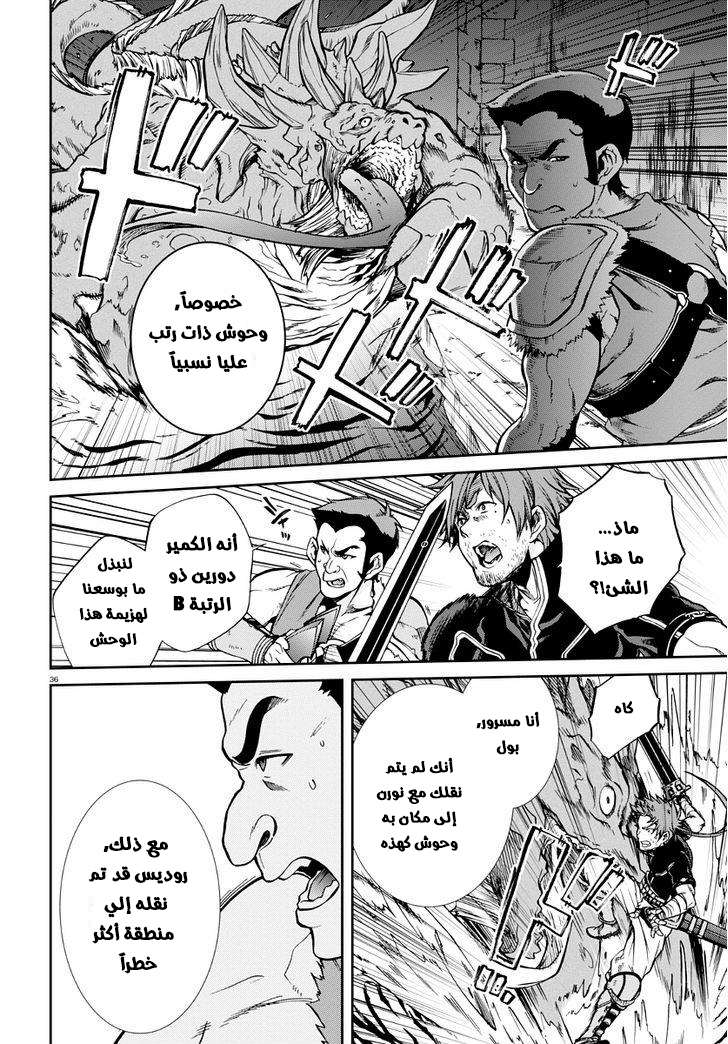 خصوصاً,
وحوش ذات رتب
عليا نسبياً
ماذ...
ما هذا
الشئ!؟
أنه الكمير
دورين ذو
الرتبة B
لنبذل
ما بوسعنا
لهزيمة هذا
الوحش
36
كاه
أنا مسرور,
بول
أنك لم يتم
نقلك مع نورن
إلى مكان به
وحوش كهذه
مع ذلك,
روديس قد تم
نقله إلي
منطقة أكثر
خطراً